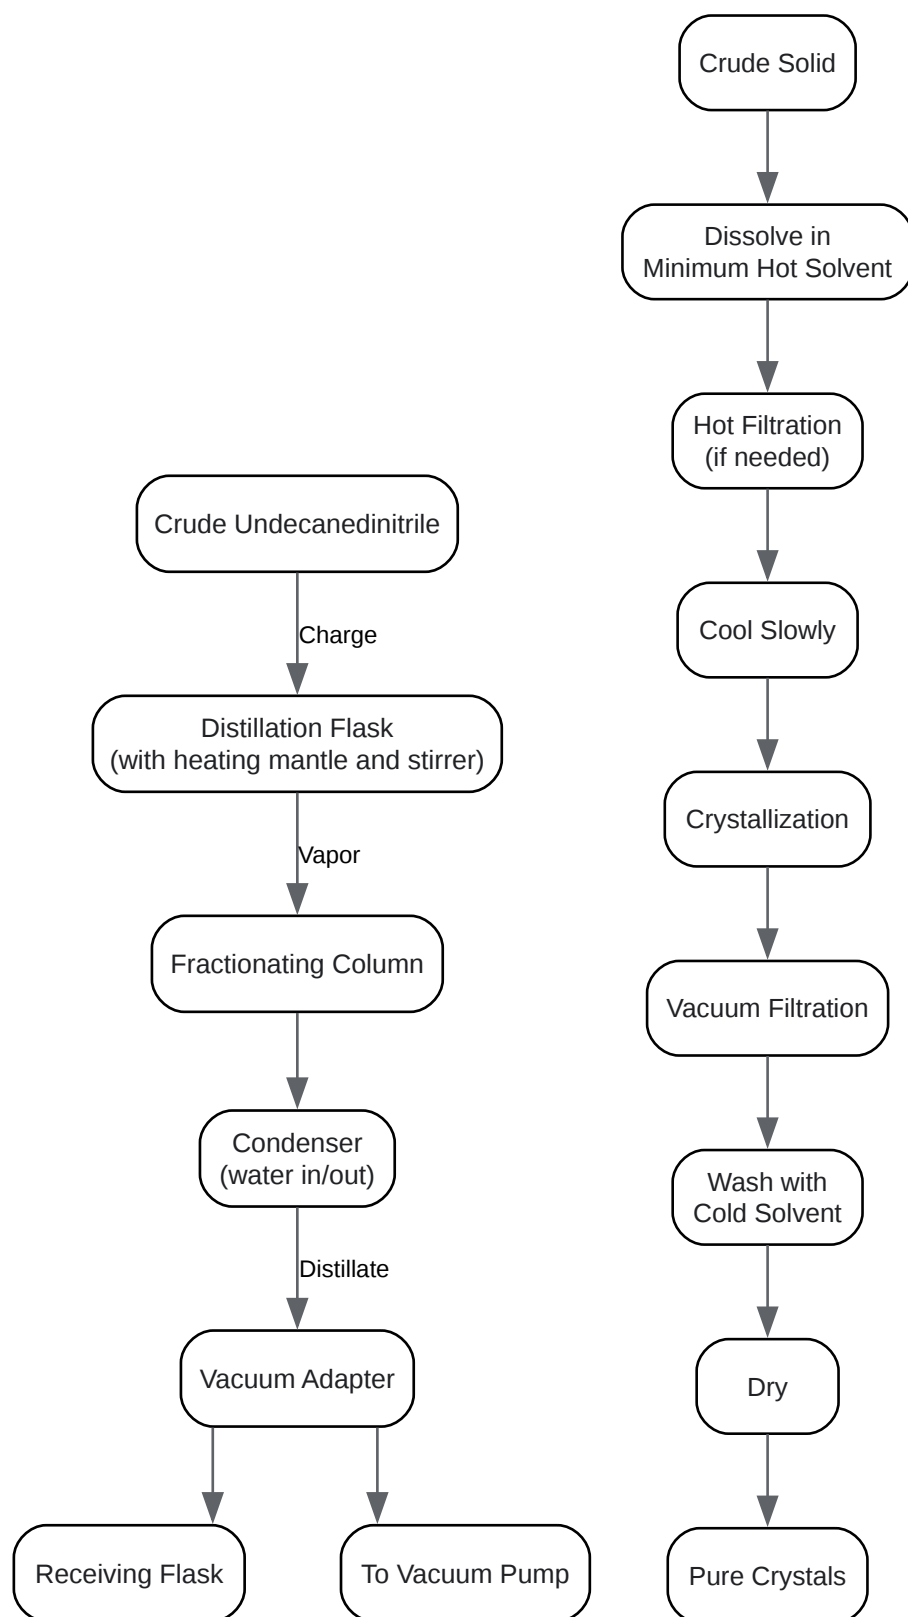 Crude Undecanedinitrile
Charge
Distillation Flask
(with heating mantle and stirrer)
Vapor
Fractionating Column
Condenser
(water in/out)
Distillate
Vacuum Adapter
Receiving Flask
To Vacuum Pump
Crude Solid
Dissolve in
Minimum Hot Solvent
Hot Filtration
(if needed)
Cool Slowly
Crystallization
Vacuum Filtration
Wash with
Cold Solvent
Dry
Pure Crystals